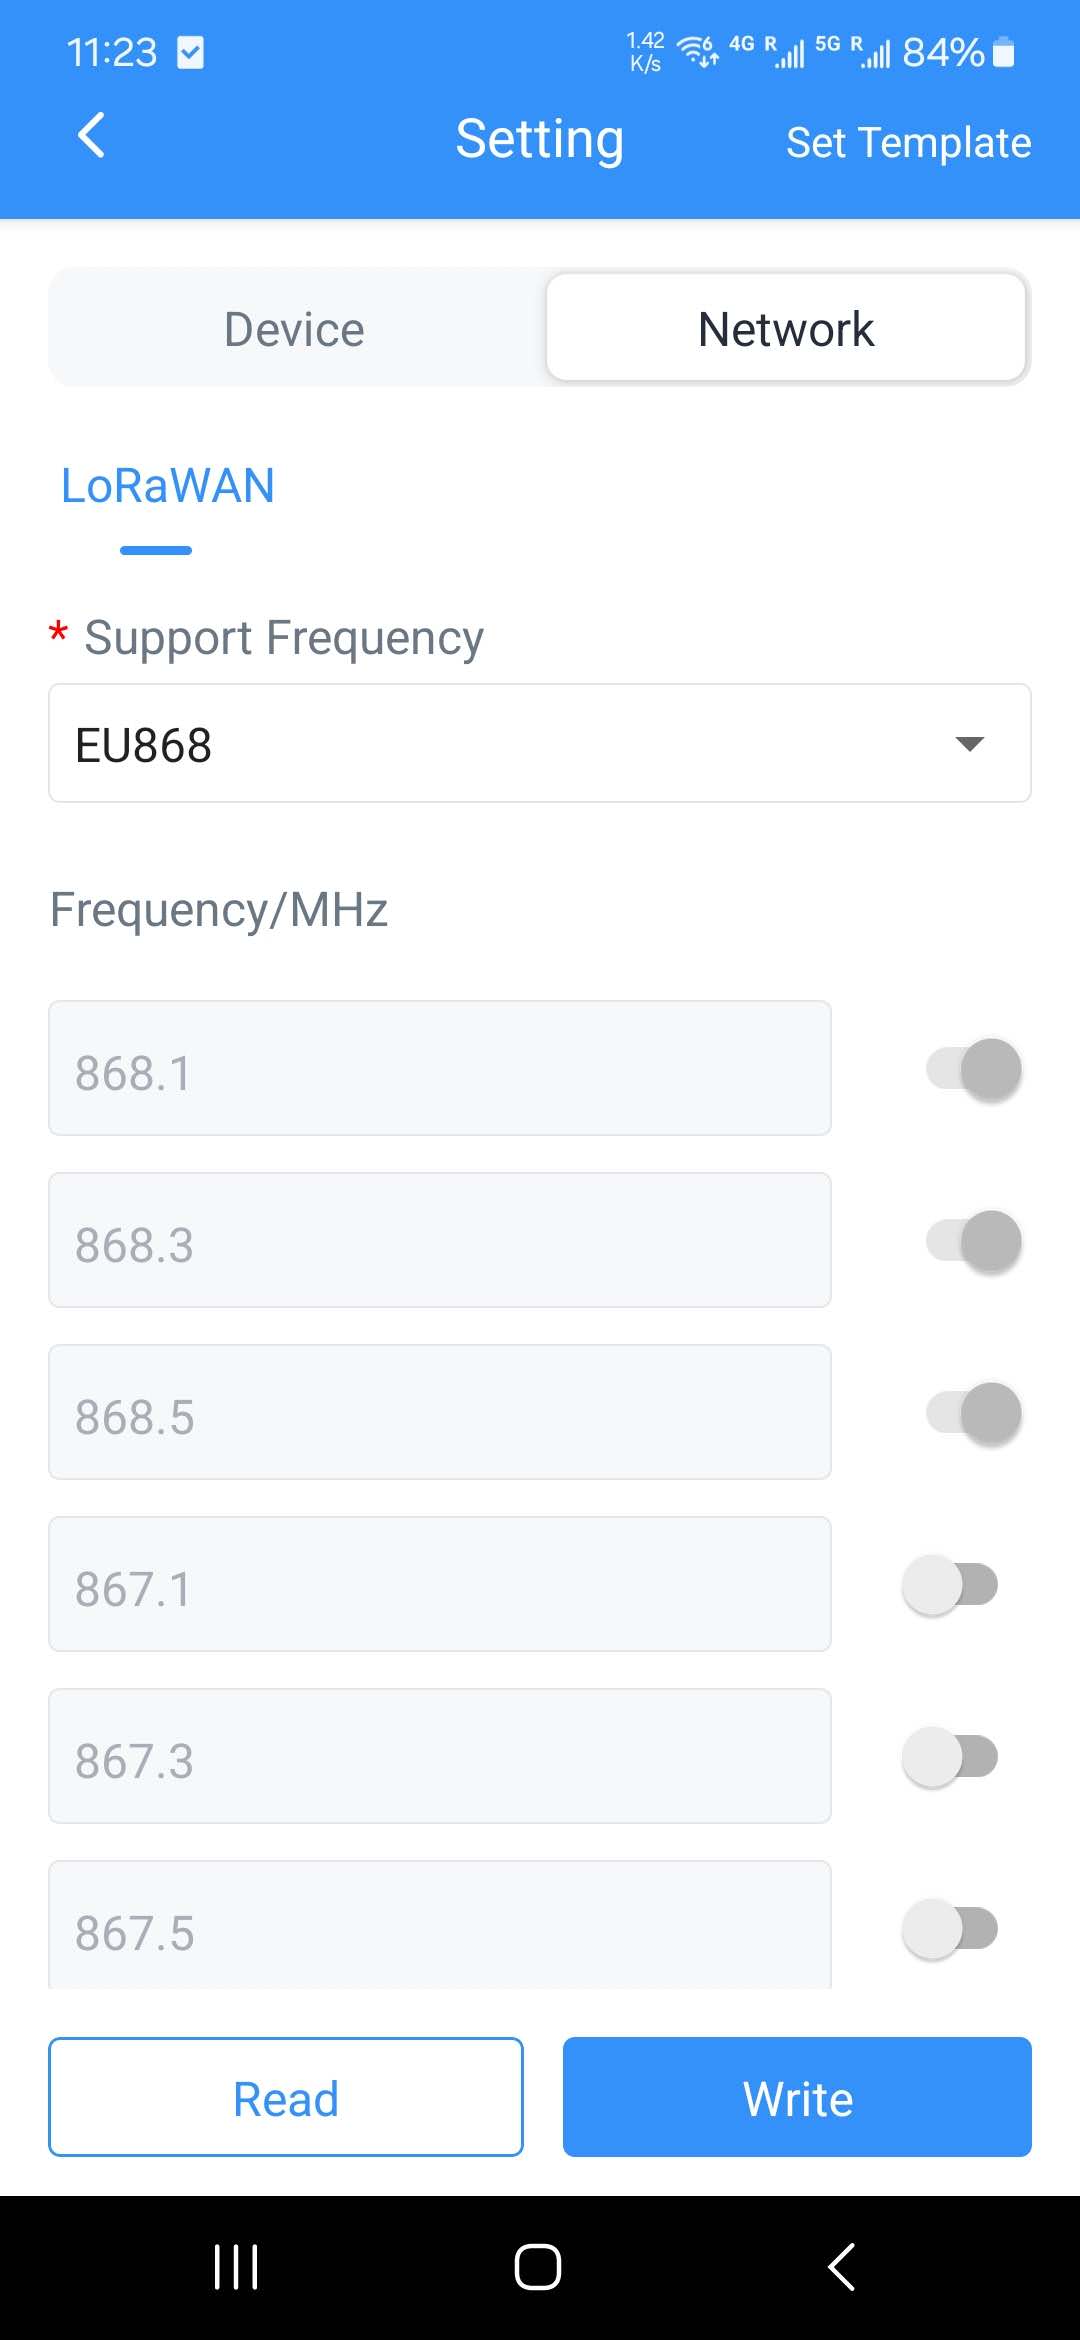 11:23 1.42 K/s 6 4G R 5G R 84%
Setting Set Template
Device Network
LoRaWAN
* Support Frequency
EU868
Frequency/MHz
868.1
868.3
868.5
867.1
867.3
867.5
Read Write